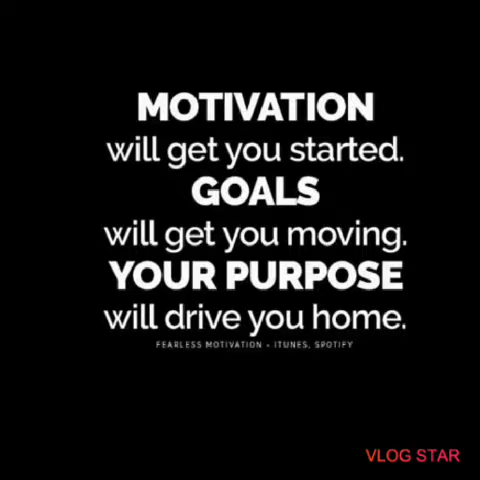 MOTIVATION
will get you started.
GOALS
will get you moving.
YOUR PURPOSE
will drive you home.
FEARLESS MOTIVATION - ITUNES, SPOTIFY
VLOG STAR